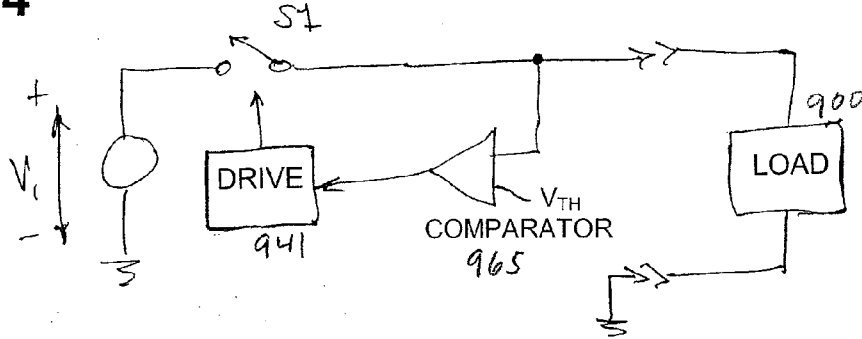 4
S1
+
V1
-
DRIVE
941
VTH
COMPARATOR
965
900
LOAD